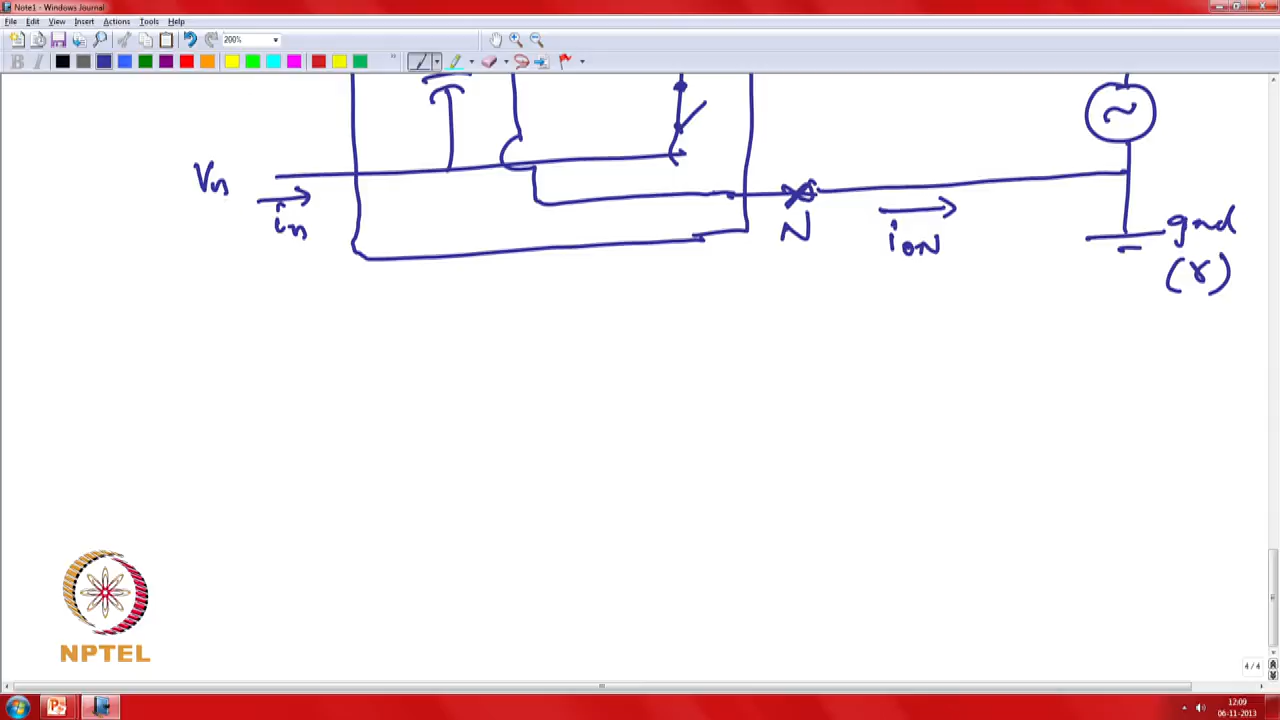 Note1 - Windows Journal
File Edit View Insert Actions Tools Help
200%
B I
Vn
in
N
ioN
gnd
(r)
NPTEL
4 / 4
12:09
06-11-2013